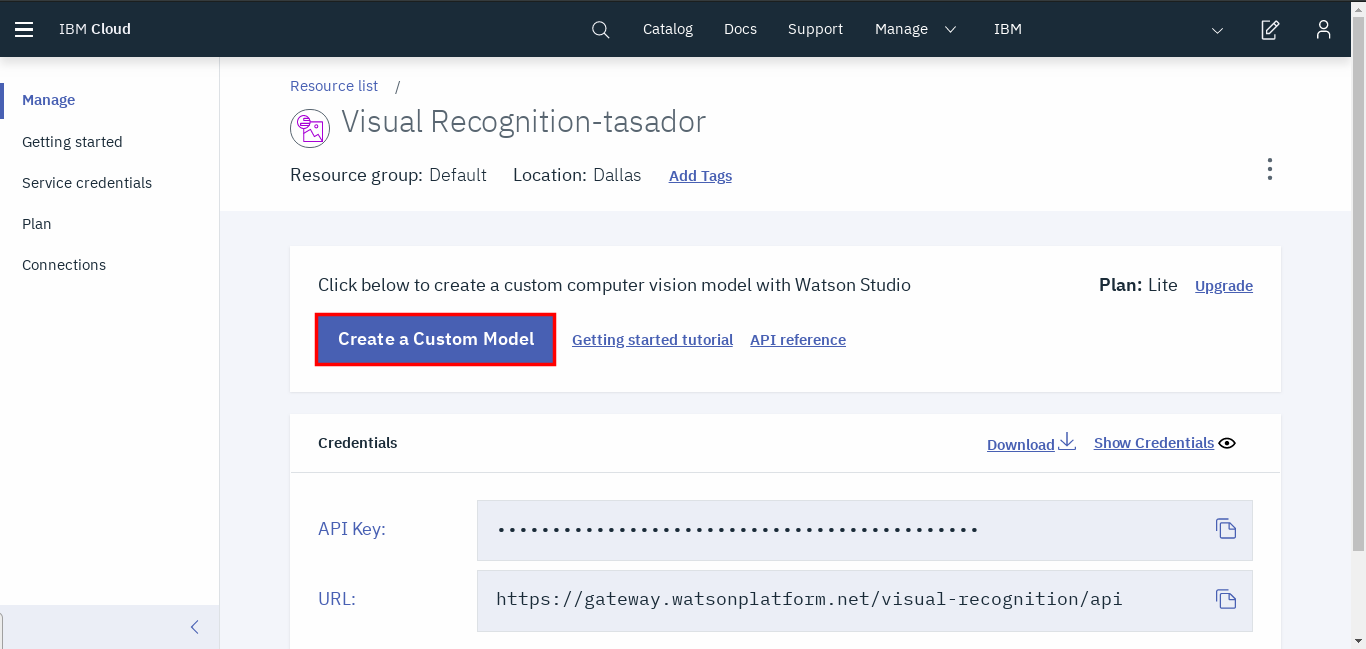 IBM Cloud
Catalog Docs Support Manage IBM
Manage
Getting started
Service credentials
Plan
Connections
Resource list /
Visual Recognition-tasador
Resource group: Default Location: Dallas Add Tags
Click below to create a custom computer vision model with Watson Studio
Plan: Lite Upgrade
Create a Custom Model Getting started tutorial API reference
Credentials Download Show Credentials
API Key: ••••••••••••••••••••••••••••••••••••••••••••
URL: https://gateway.watsonplatform.net/visual-recognition/api